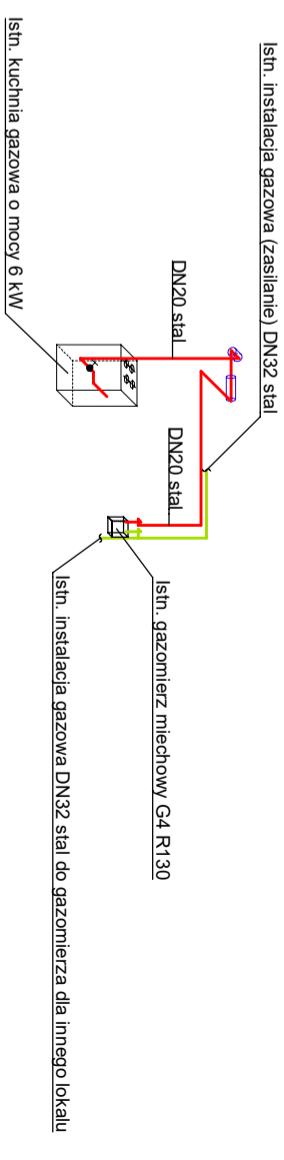 Istn. instalacja gazowa (zasilanie) DN32 stal
DN20 stal
DN20 stal
Istn. kuchnia gazowa o mocy 6 kW
Istn. gazomierz miechowy G4 R130
Istn. instalacja gazowa DN32 stal do gazomierza dla innego lokalu